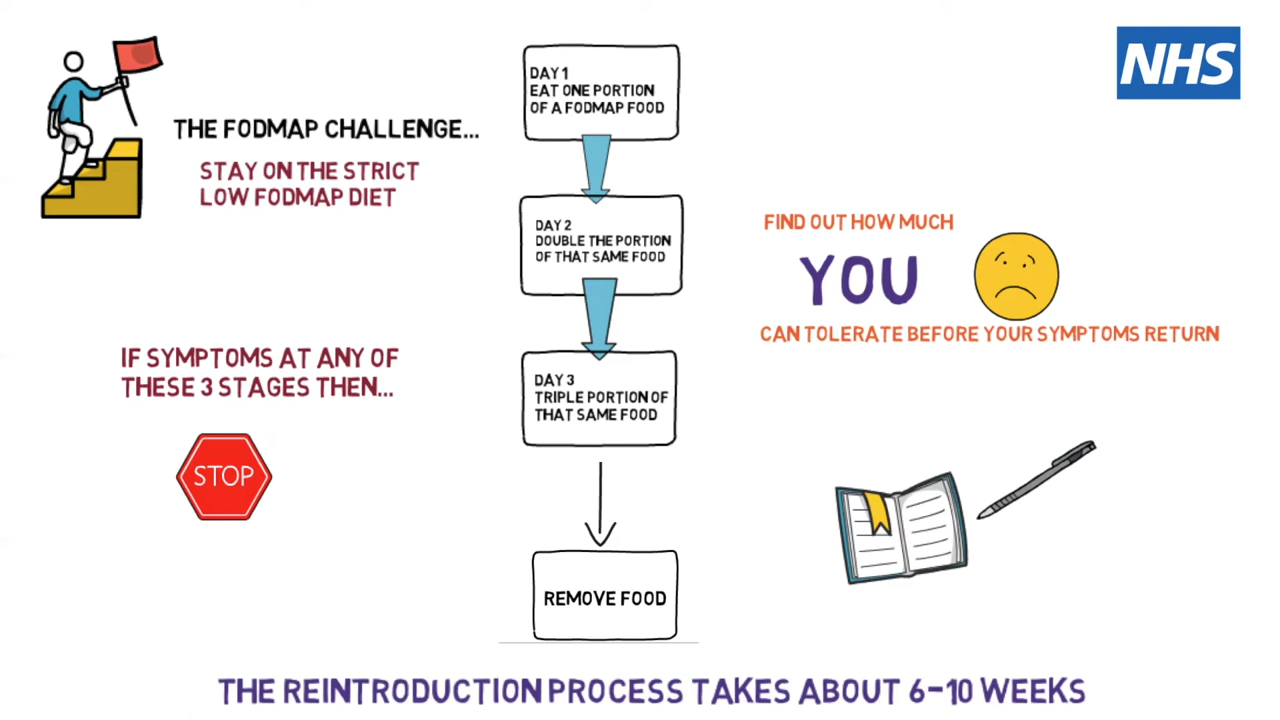 NHS
THE FODMAP CHALLENGE...
STAY ON THE STRICT
LOW FODMAP DIET
DAY 1
EAT ONE PORTION
OF A FODMAP FOOD
DAY 2
DOUBLE THE PORTION
OF THAT SAME FOOD
DAY 3
TRIPLE PORTION OF
THAT SAME FOOD
IF SYMPTOMS AT ANY OF
THESE 3 STAGES THEN...
STOP
REMOVE FOOD
FIND OUT HOW MUCH
YOU
CAN TOLERATE BEFORE YOUR SYMPTOMS RETURN
THE REINTRODUCTION PROCESS TAKES ABOUT 6-10 WEEKS